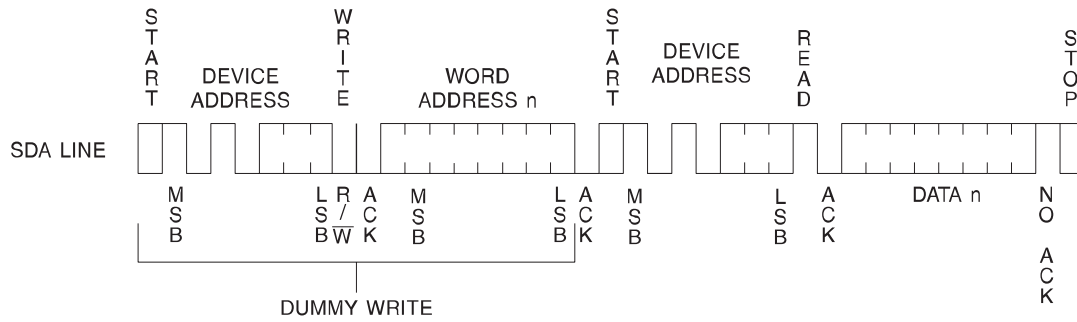 START
WRITE
START
READ
STOP
DEVICE
ADDRESS
WORD
ADDRESS n
DEVICE
ADDRESS
SDA LINE
MSB
LSB
R/W̅
ACK
MSB
LSB
ACK
MSB
LSB
ACK
DATA n
NO ACK
DUMMY WRITE